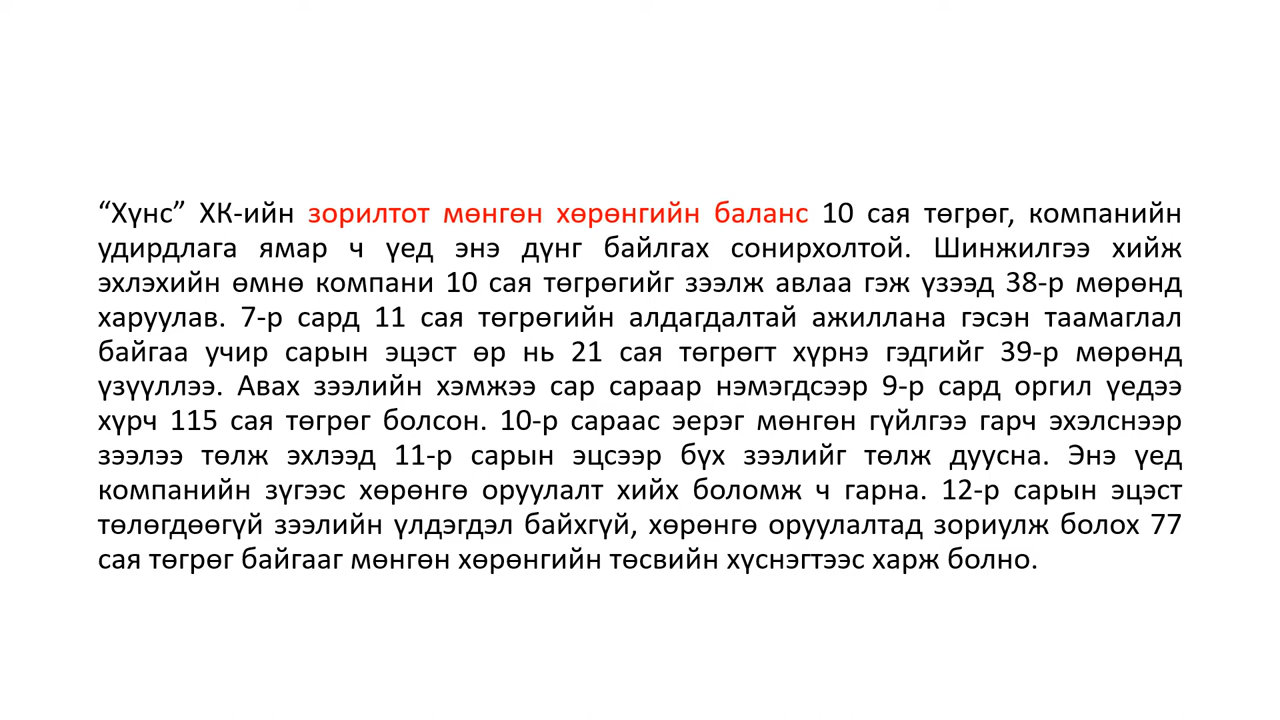 “Хүнс” ХК-ийн зорилтот мөнгөн хөрөнгийн баланс 10 сая төгрөг, компанийн
удирдлага ямар ч үед энэ дүнг байлгах сонирхолтой. Шинжилгээ хийж
эхлэхийн өмнө компани 10 сая төгрөгийг зээлж авлаа гэж үзээд 38-р мөрөнд
харуулав. 7-р сард 11 сая төгрөгийн алдагдалтай ажиллана гэсэн таамаглал
байгаа учир сарын эцэст өр нь 21 сая төгрөгт хүрнэ гэдгийг 39-р мөрөнд
үзүүллээ. Авах зээлийн хэмжээ сар сараар нэмэгдсээр 9-р сард оргил үедээ
хүрч 115 сая төгрөг болсон. 10-р сараас эерэг мөнгөн гүйлгээ гарч эхэлснээр
зээлээ төлж эхлээд 11-р сарын эцсээр бүх зээлийг төлж дуусна. Энэ үед
компанийн зүгээс хөрөнгө оруулалт хийх боломж ч гарна. 12-р сарын эцэст
төлөгдөөгүй зээлийн үлдэгдэл байхгүй, хөрөнгө оруулалтад зориулж болох 77
сая төгрөг байгааг мөнгөн хөрөнгийн төсвийн хүснэгтээс харж болно.